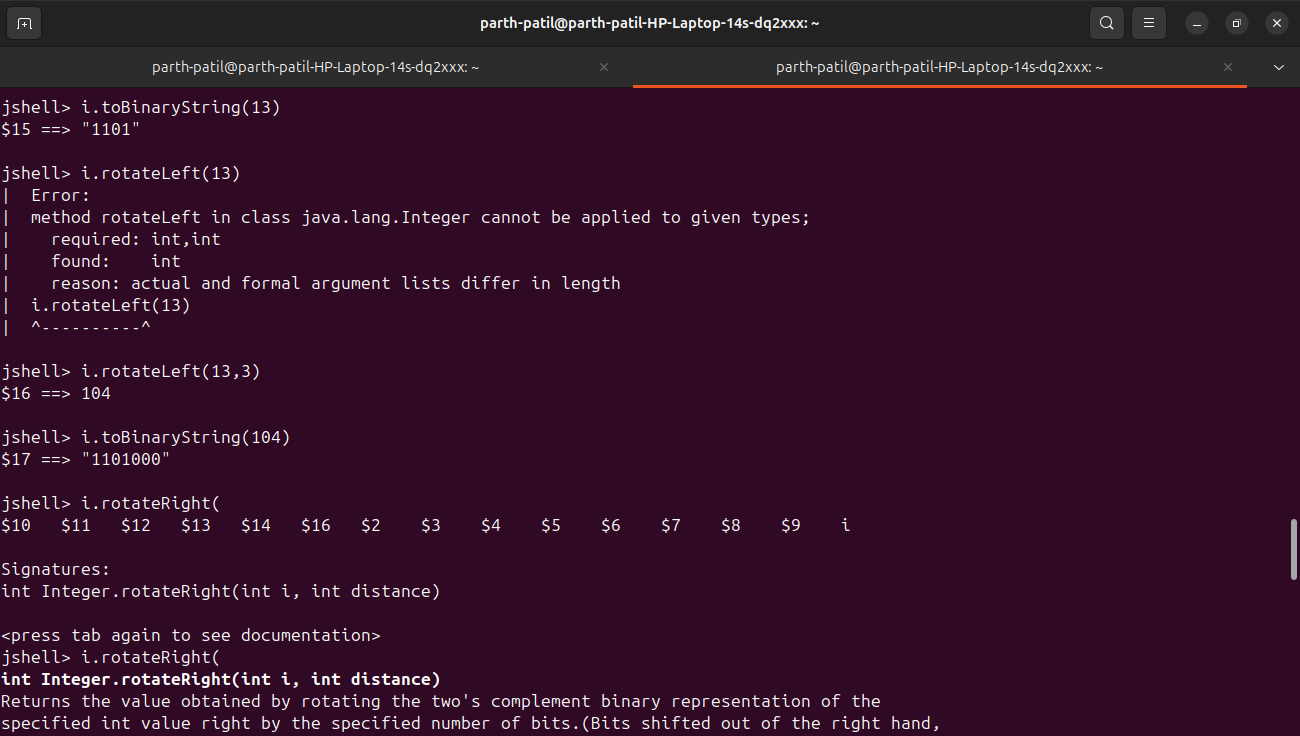 parth-patil@parth-patil-HP-Laptop-14s-dq2xxx: ~
parth-patil@parth-patil-HP-Laptop-14s-dq2xxx: ~
parth-patil@parth-patil-HP-Laptop-14s-dq2xxx: ~
jshell> i.toBinaryString(13)
$15 ==> "1101"
jshell> i.rotateLeft(13)
|  Error:
|  method rotateLeft in class java.lang.Integer cannot be applied to given types;
|    required: int,int
|    found:    int
|    reason: actual and formal argument lists differ in length
|  i.rotateLeft(13)
|  ^----------^
jshell> i.rotateLeft(13,3)
$16 ==> 104
jshell> i.toBinaryString(104)
$17 ==> "1101000"
jshell> i.rotateRight(
$10   $11   $12   $13   $14   $16   $2    $3    $4    $5    $6    $7    $8    $9    i
Signatures:
int Integer.rotateRight(int i, int distance)
<press tab again to see documentation>
jshell> i.rotateRight(
int Integer.rotateRight(int i, int distance)
Returns the value obtained by rotating the two's complement binary representation of the
specified int value right by the specified number of bits.(Bits shifted out of the right hand,